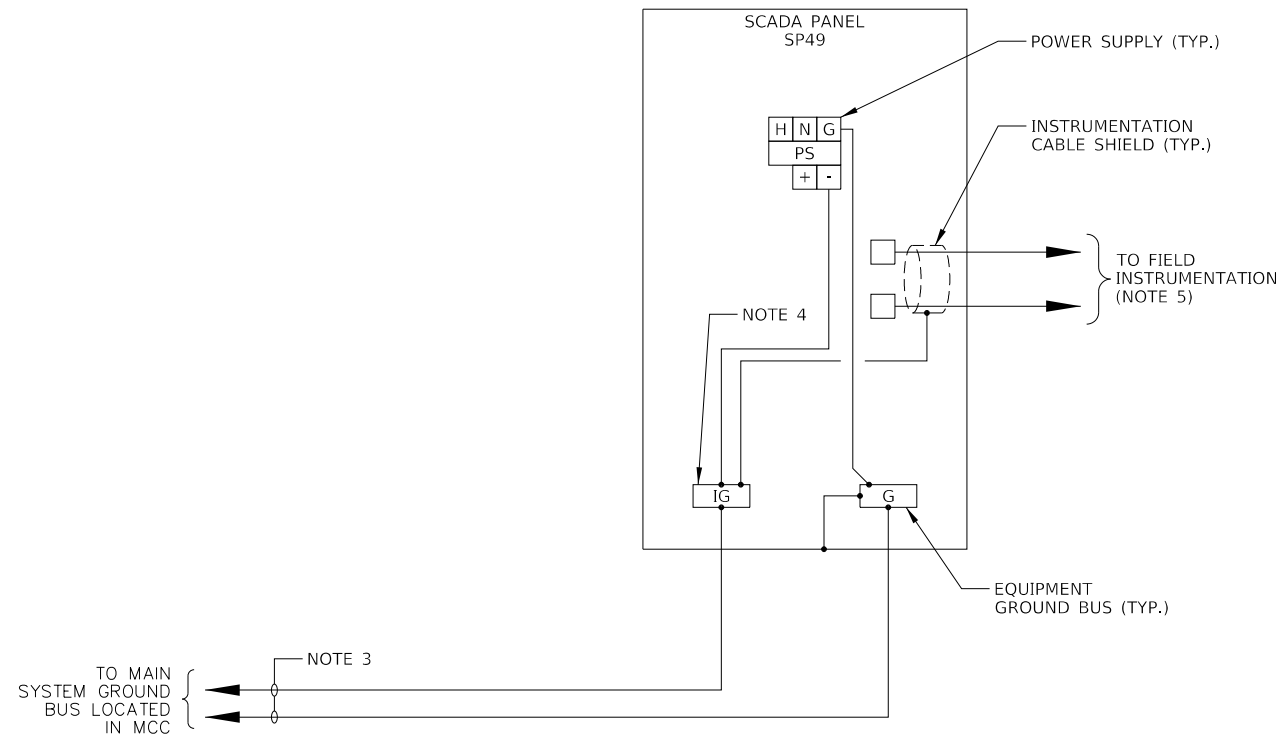 SCADA PANEL
SP49
POWER SUPPLY (TYP.)
H N G
PS
+ -
INSTRUMENTATION
CABLE SHIELD (TYP.)
TO FIELD
INSTRUMENTATION
(NOTE 5)
NOTE 4
IG
G
EQUIPMENT
GROUND BUS (TYP.)
NOTE 3
TO MAIN
SYSTEM GROUND
BUS LOCATED
IN MCC